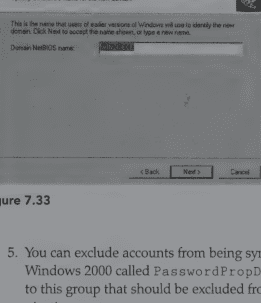 This is the name that users of earlier versions of Windows will use to identify the new
domain. Click Next to accept the name shown, or type a new name.
Domain NetBIOS name:
< Back Next > Cancel
ure 7.33
5. You can exclude accounts from being syn
Windows 2000 called PasswordPropD
to this group that should be excluded fro